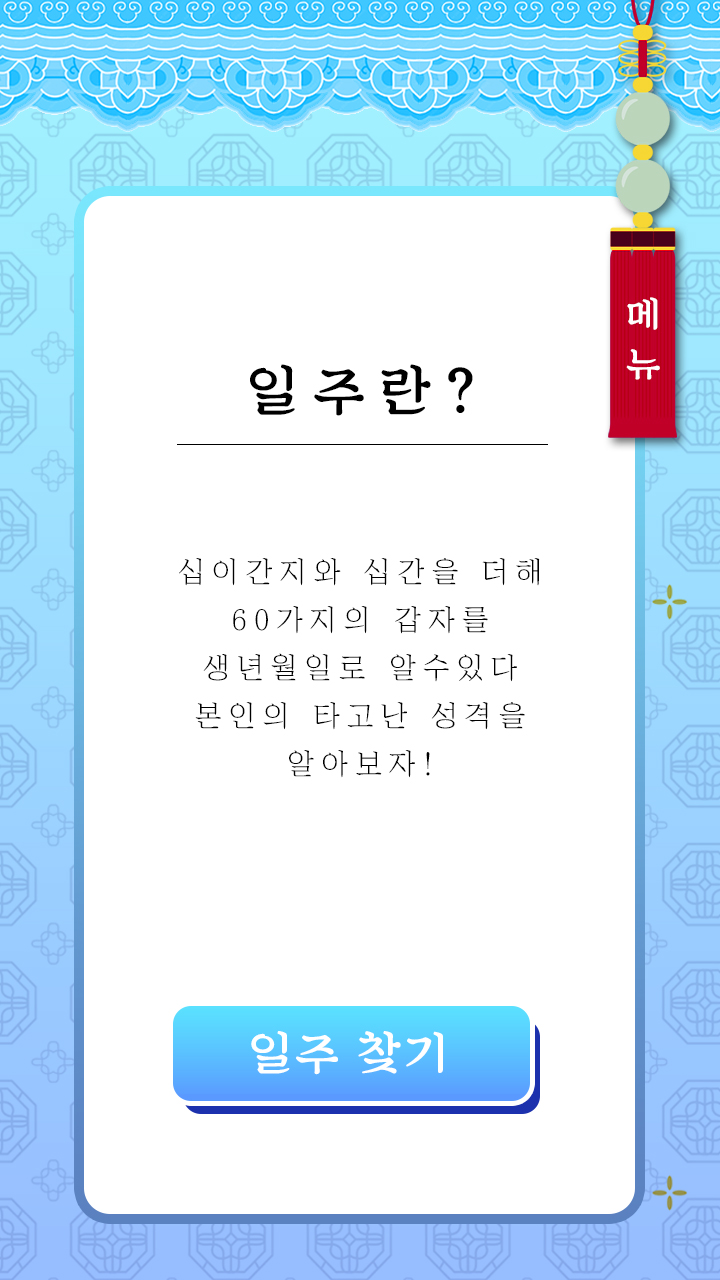 메
뉴
일주란?
십이간지와 십간을 더해
60가지의 갑자를
생년월일로 알수있다
본인의 타고난 성격을
알아보자!
일주 찾기